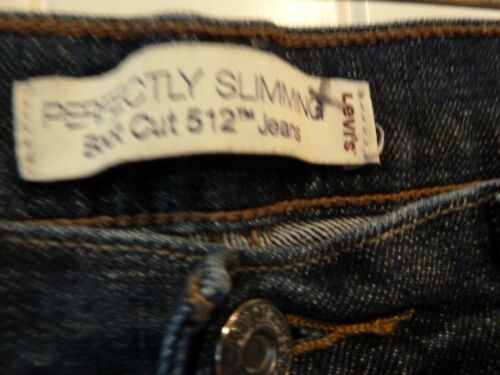 PERFECTLY SLIMMING
Boot Cut 512™ Jeans
Levi's